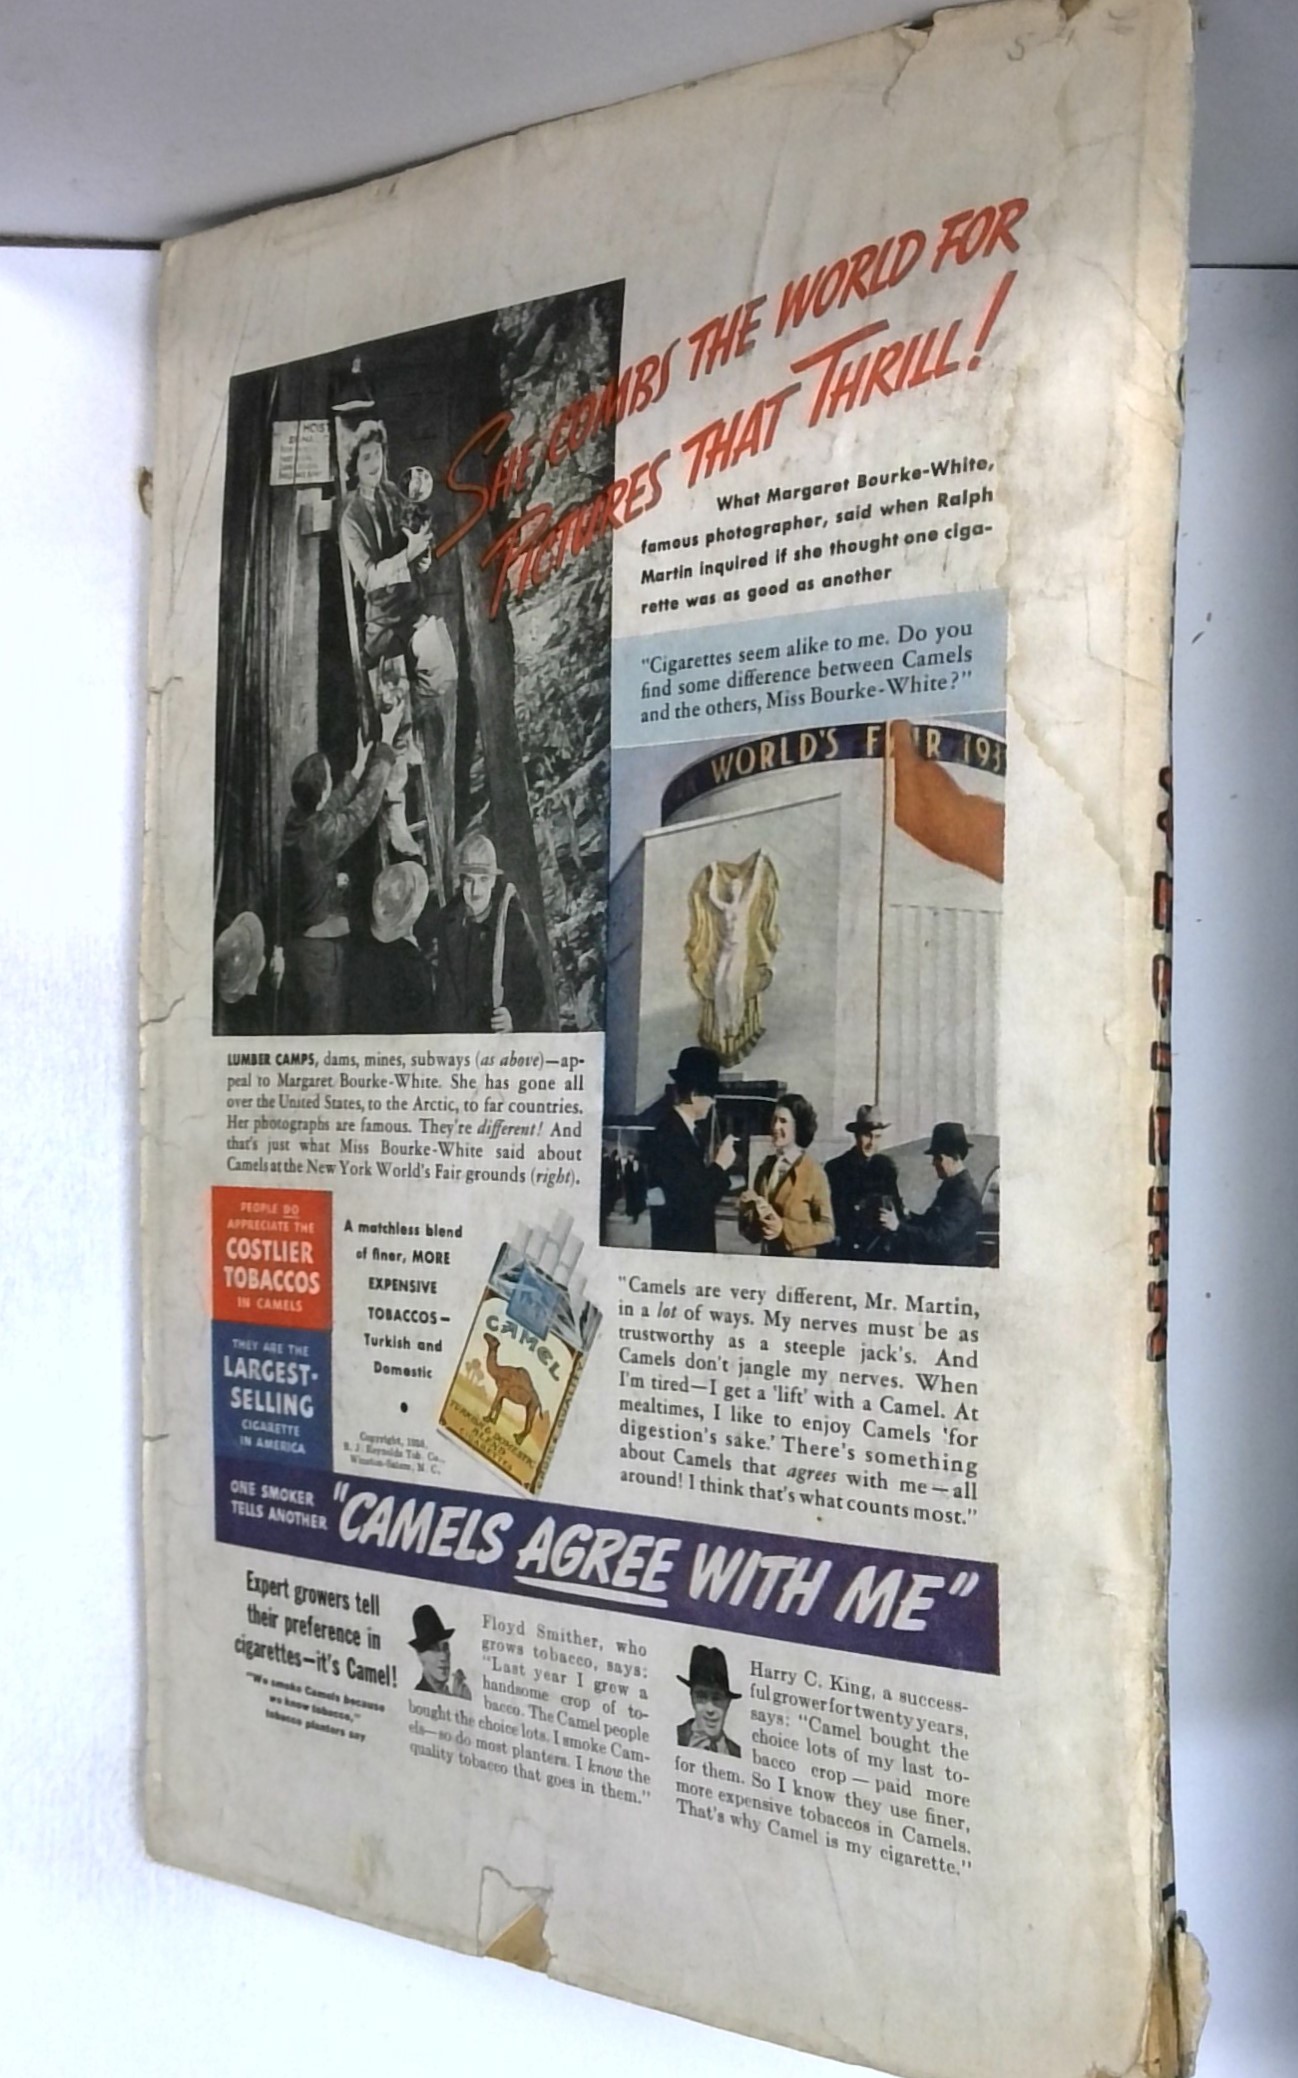 SHE COMBS THE WORLD FOR
PICTURES THAT THRILL!
What Margaret Bourke-White,
famous photographer, said when Ralph
Martin inquired if she thought one ciga-
rette was as good as another
"Cigarettes seem alike to me. Do you
find some difference between Camels
and the others, Miss Bourke-White?"
WORLD'S F IR 193
HOIST
LUMBER CAMPS, dams, mines, subways (as above)—ap-
peal to Margaret Bourke-White. She has gone all
over the United States, to the Arctic, to far countries.
Her photographs are famous. They're different! And
that's just what Miss Bourke-White said about
Camels at the New York World's Fair grounds (right).
PEOPLE DO
APPRECIATE THE
COSTLIER
TOBACCOS
IN CAMELS
THEY ARE THE
LARGEST-
SELLING
CIGARETTE
IN AMERICA
A matchless blend
of finer, MORE
EXPENSIVE
TOBACCOS—
Turkish and
Domestic
Copyright, 1938,
R. J. Reynolds Tob. Co.,
Winston-Salem, N. C.
CAMEL
TURKISH & DOMESTIC
BLEND
CIGARETTES
"Camels are very different, Mr. Martin,
in a lot of ways. My nerves must be as
trustworthy as a steeple jack's. And
Camels don't jangle my nerves. When
I'm tired—I get a 'lift' with a Camel. At
mealtimes, I like to enjoy Camels 'for
digestion's sake.' There's something
about Camels that agrees with me—all
around! I think that's what counts most."
ONE SMOKER
TELLS ANOTHER
"CAMELS AGREE WITH ME"
Expert growers tell
their preference in
cigarettes—it's Camel!
"We smoke Camels because
we know tobacco,"
tobacco planters say
Floyd Smither, who
grows tobacco, says:
"Last year I grew a
handsome crop of to-
bacco. The Camel people
bought the choice lots. I smoke Cam-
els—so do most planters. I know the
quality tobacco that goes in them."
Harry C. King, a success-
ful grower for twenty years,
says: "Camel bought the
choice lots of my last to-
bacco crop—paid more
for them. So I know they use finer,
more expensive tobaccos in Camels.
That's why Camel is my cigarette."
WESTERN